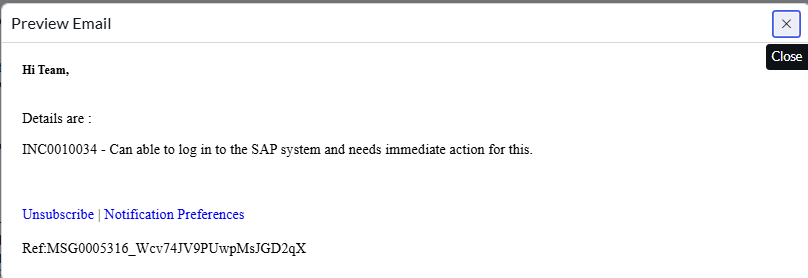 Preview Email
Close
Hi Team,
Details are :
INC0010034 - Can able to log in to the SAP system and needs immediate action for this.
Unsubscribe | Notification Preferences
Ref:MSG0005316_Wcv74JV9PUwpMsJGD2qX